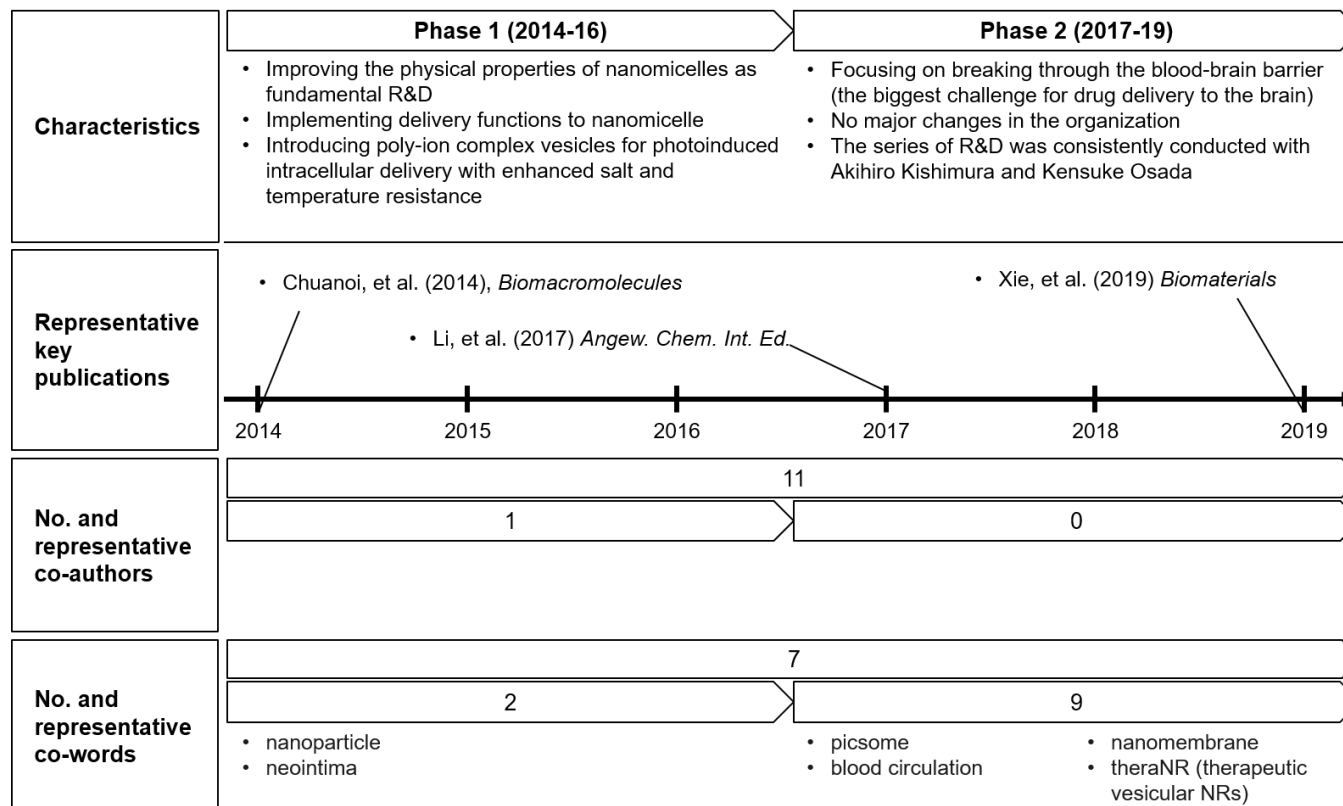 Phase 1 (2014-16)
Phase 2 (2017-19)
Characteristics
• Improving the physical properties of nanomicelles as
fundamental R&D
• Implementing delivery functions to nanomicelle
• Introducing poly-ion complex vesicles for photoinduced
intracellular delivery with enhanced salt and
temperature resistance
• Focusing on breaking through the blood-brain barrier
(the biggest challenge for drug delivery to the brain)
• No major changes in the organization
• The series of R&D was consistently conducted with
Akihiro Kishimura and Kensuke Osada
Representative
key
publications
• Chuanoi, et al. (2014), Biomacromolecules
• Li, et al. (2017) Angew. Chem. Int. Ed.
• Xie, et al. (2019) Biomaterials
2014
2015
2016
2017
2018
2019
No. and
representative
co-authors
11
1
0
No. and
representative
co-words
7
2
9
• nanoparticle
• neointima
• picsome
• blood circulation
• nanomembrane
• theraNR (therapeutic
vesicular NRs)